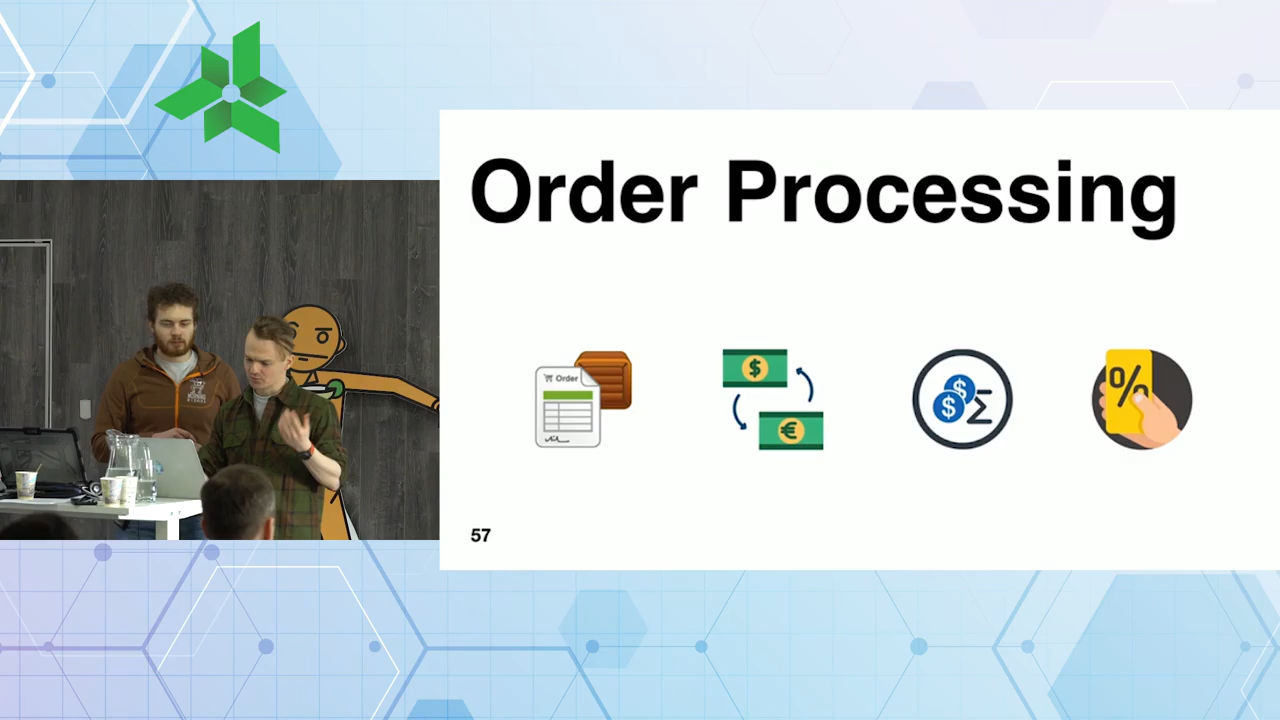 Order Processing
Order
$
€
$
$
Σ
%
57